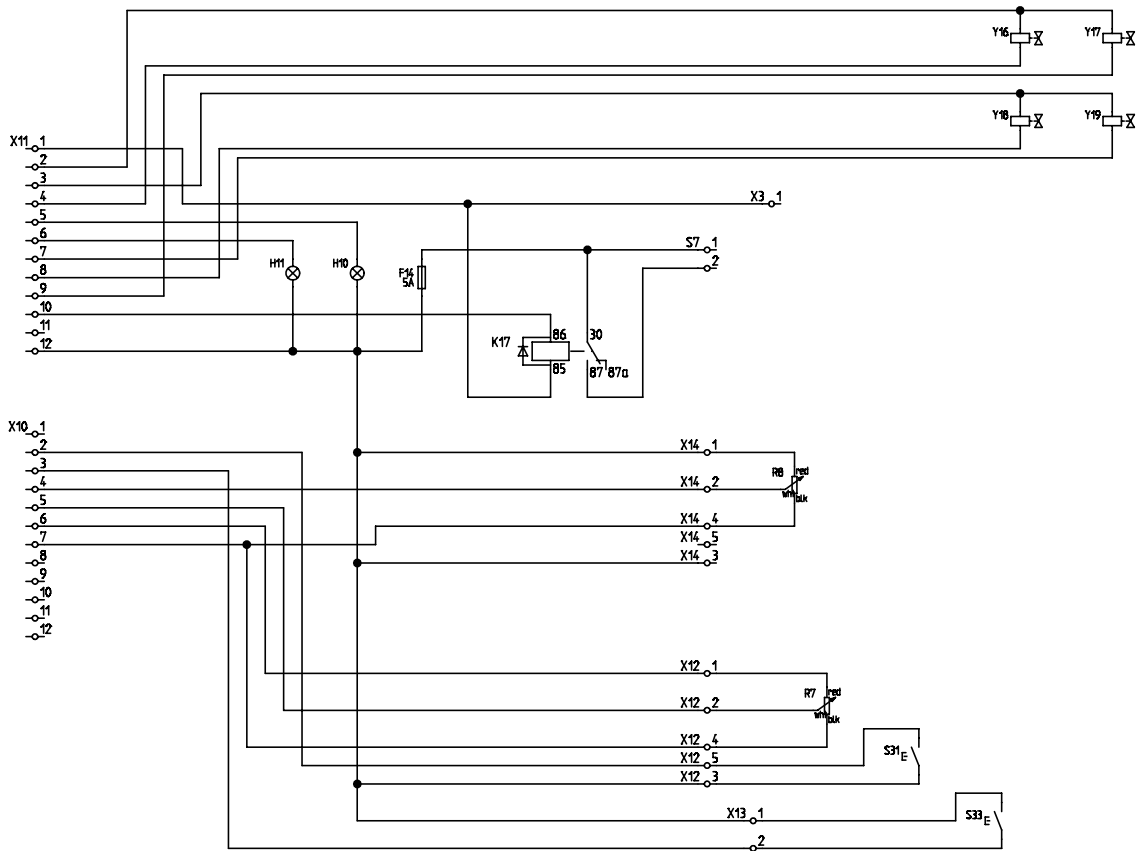 Y16 Y17
Y18 Y19
X11 1
2
3
4
X3 1
5
6
S7 1
7
2
H11 H10
8
F14
5A
9
10
86 30
11
K17
12
85 87 87a
X10 1
2
X14 1
3
R8 red
4
X14 2
wht blk
5
6
X14 4
7
X14 5
8
X14 3
9
10
11
12
X12 1
R7 red
X12 2
wht blk
X12 4
S31 E
X12 5
X12 3
X13 1
S33 E
2